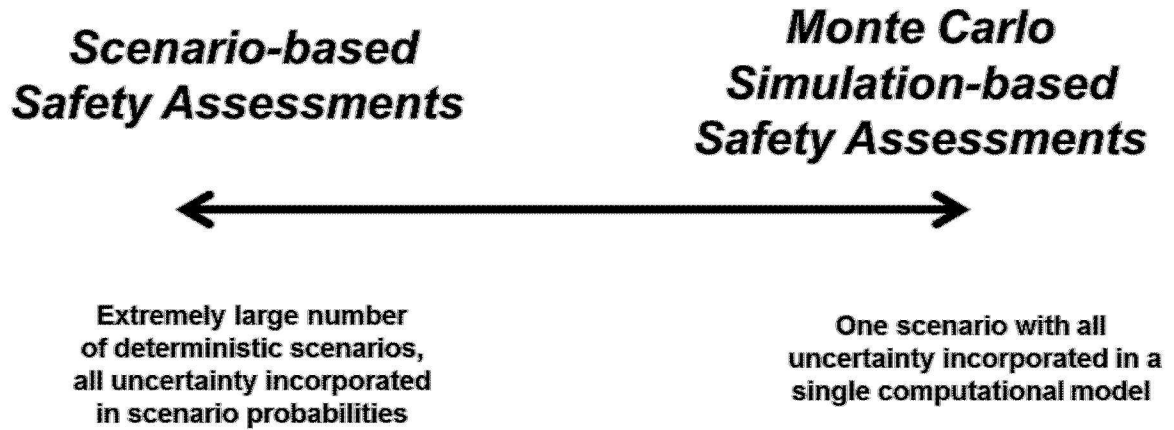 Scenario-based
Safety Assessments
Monte Carlo
Simulation-based
Safety Assessments
Extremely large number
of deterministic scenarios,
all uncertainty incorporated
in scenario probabilities
One scenario with all
uncertainty incorporated in a
single computational model